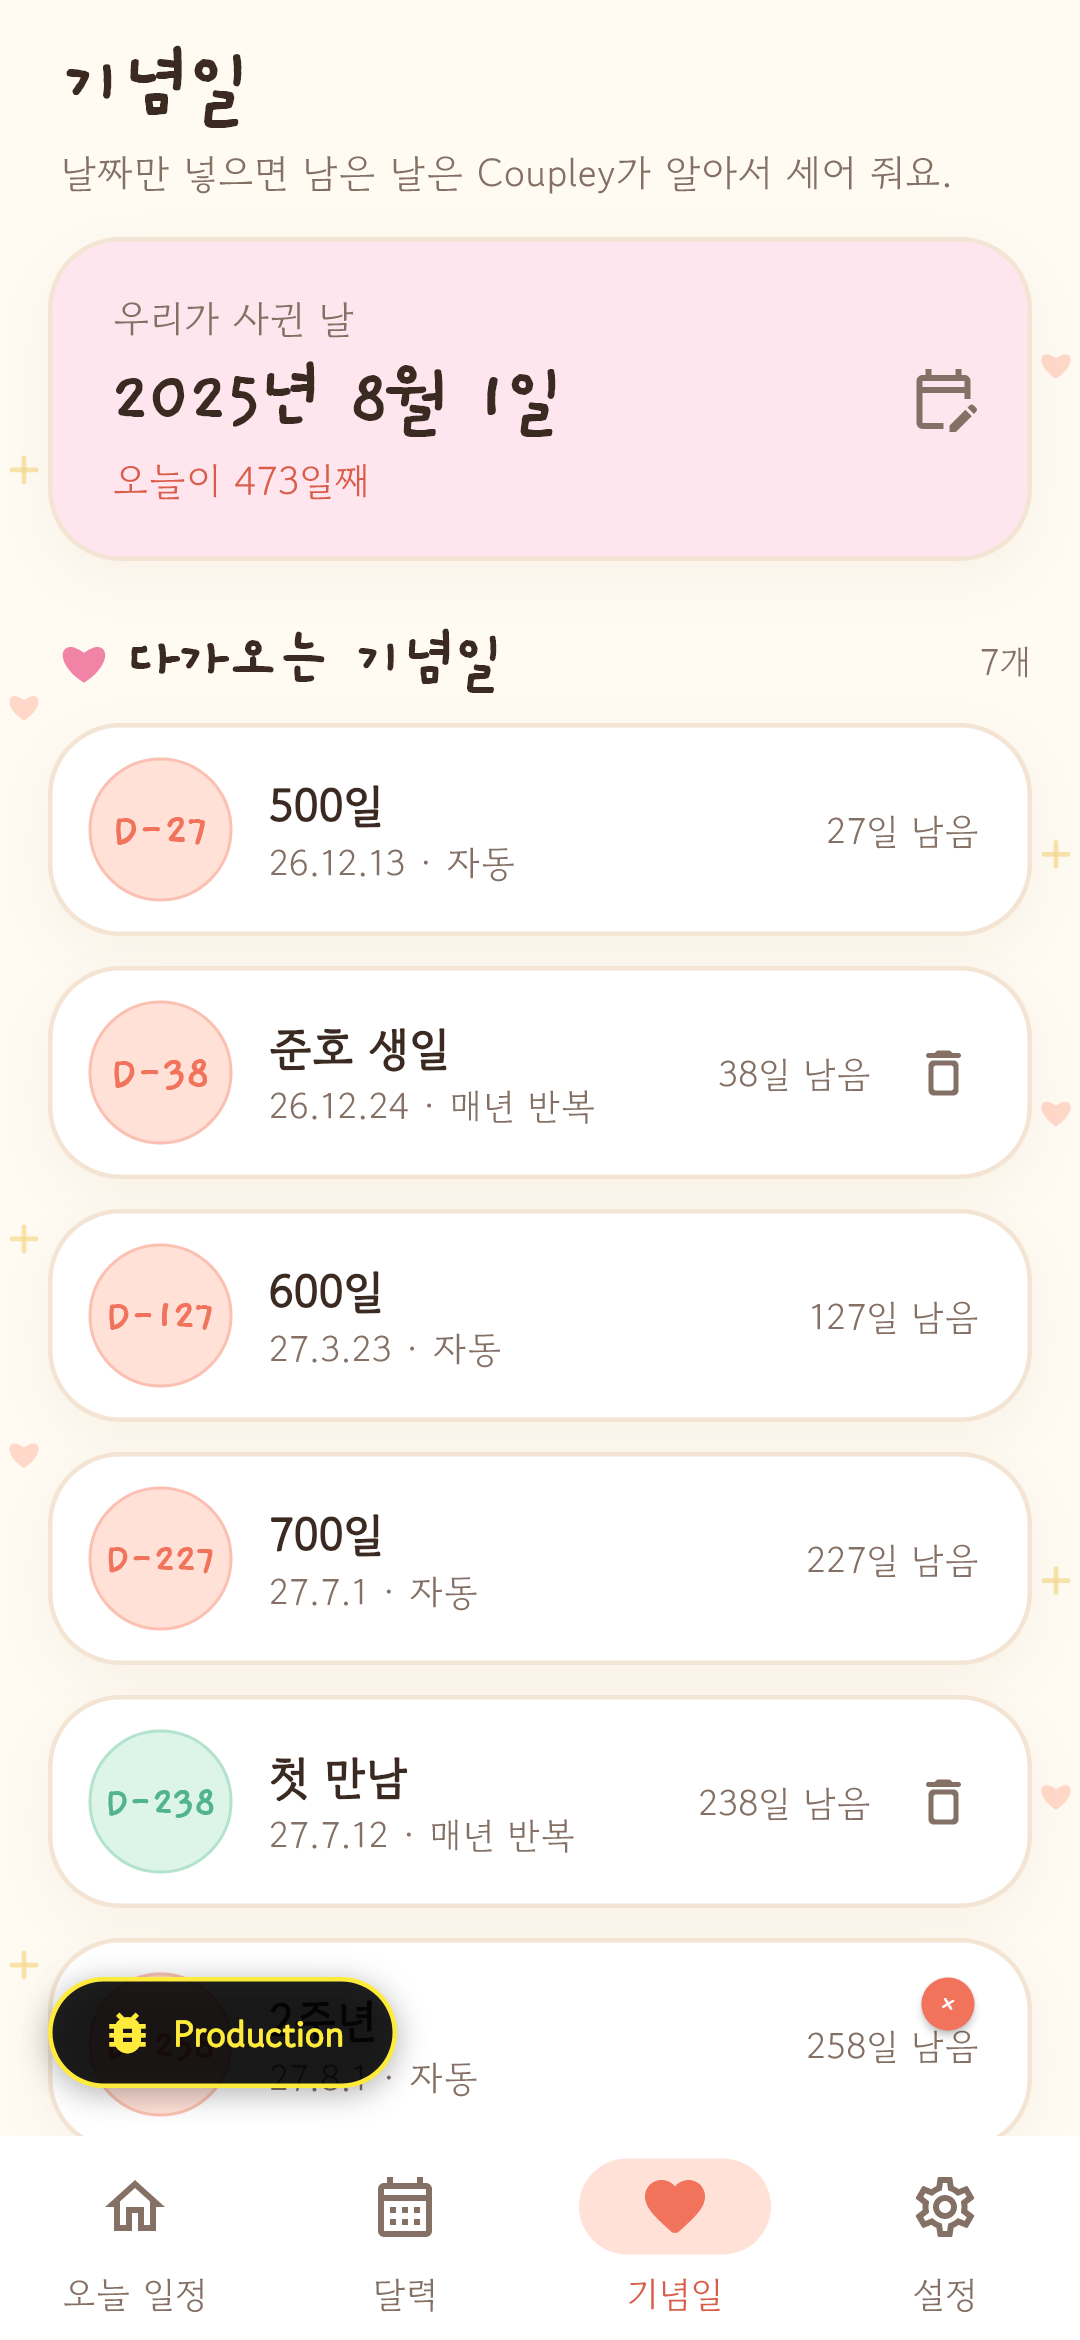 기념일
날짜만 넣으면 남은 날은 Coupley가 알아서 세어 줘요.
우리가 사귄 날
2025년 8월 1일
오늘이 473일째
다가오는 기념일
7개
D-27
500일
26.12.13 · 자동
27일 남음
D-38
준호 생일
26.12.24 · 매년 반복
38일 남음
D-127
600일
27.3.23 · 자동
127일 남음
D-227
700일
27.7.1 · 자동
227일 남음
D-238
첫 만남
27.7.12 · 매년 반복
238일 남음
2주년
27.8.1 · 자동
258일 남음
Production
오늘 일정
달력
기념일
설정